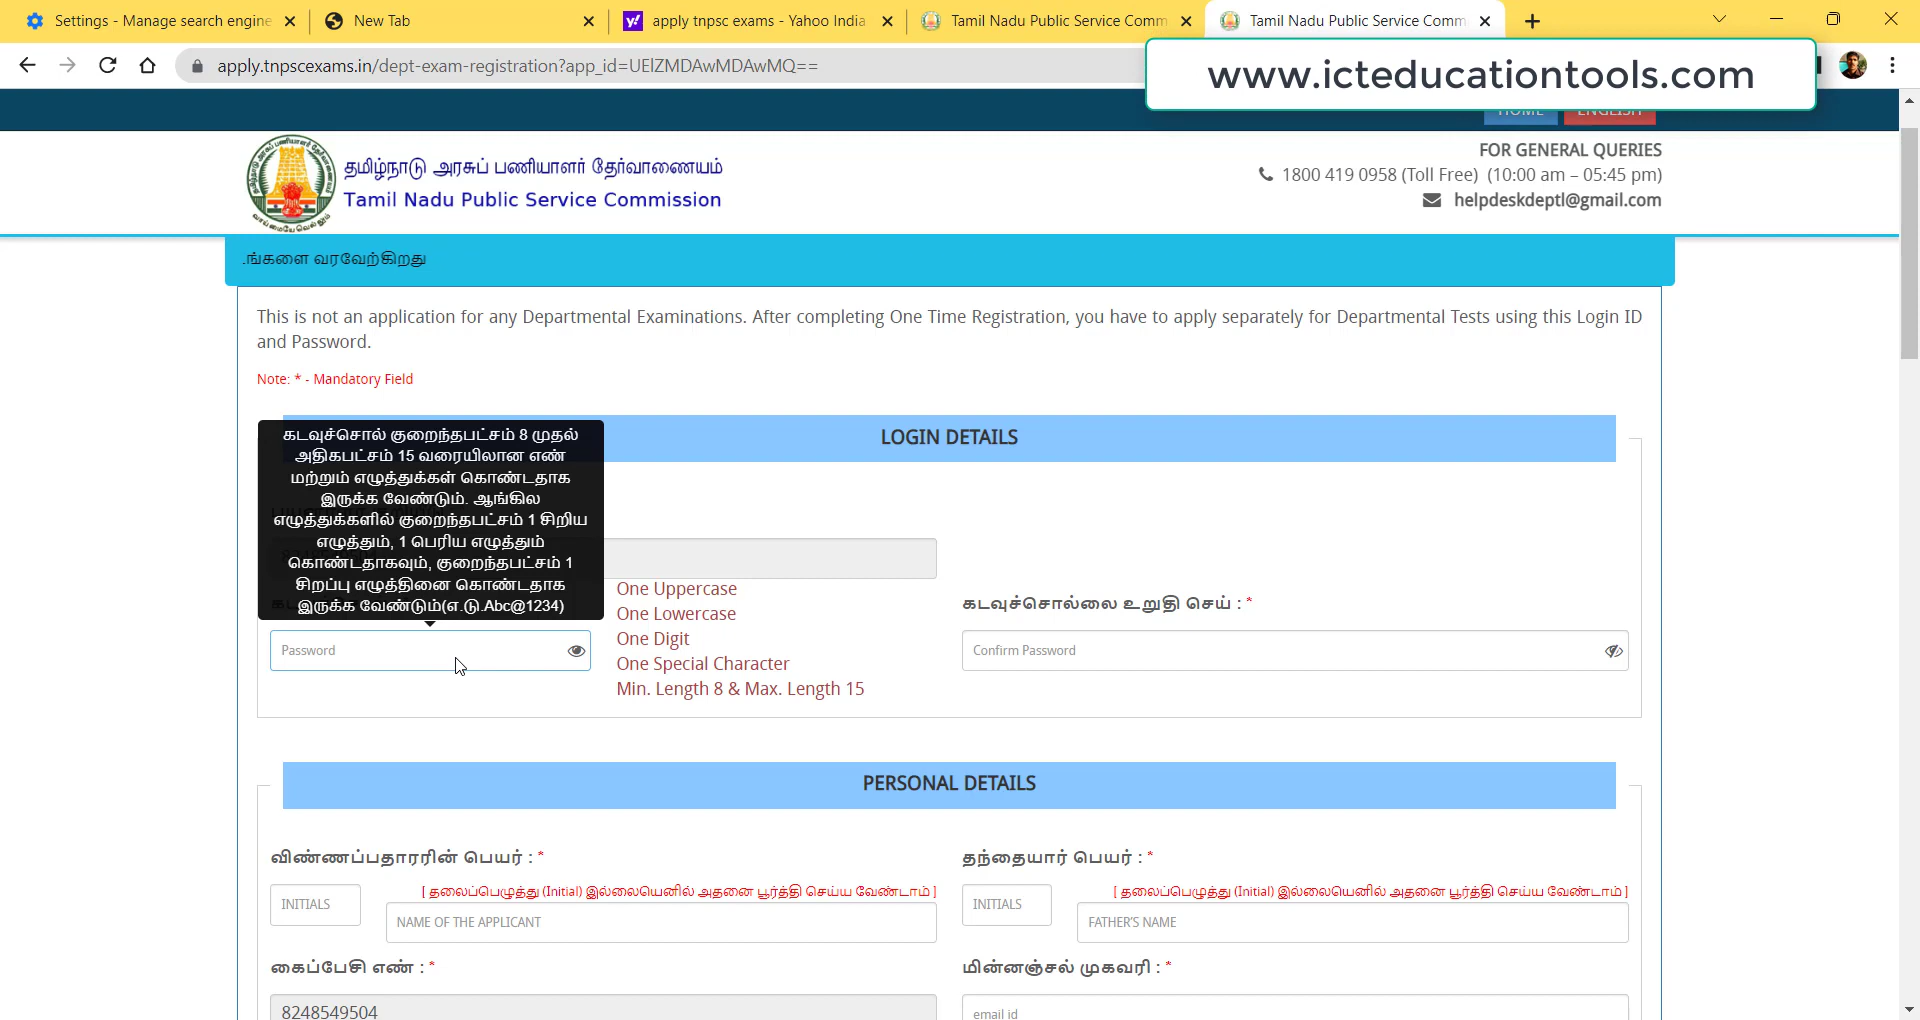 Settings - Manage search engine
New Tab
apply tnpsc exams - Yahoo India
Tamil Nadu Public Service Comm
Tamil Nadu Public Service Comm
apply.tnpscexams.in/dept-exam-registration?app_id=UElZMDAwMDAwMQ==
www.icteducationtools.com
HOME
ENGLISH
தமிழ்நாடு அரசுப் பணியாளர் தேர்வாணையம்
Tamil Nadu Public Service Commission
FOR GENERAL QUERIES
1800 419 0958 (Toll Free) (10:00 am – 05:45 pm)
helpdeskdeptl@gmail.com
.ங்களை வரவேற்கிறது
This is not an application for any Departmental Examinations. After completing One Time Registration, you have to apply separately for Departmental Tests using this Login ID
and Password.
Note: * - Mandatory Field
LOGIN DETAILS
கடவுச்சொல் குறைந்தபட்சம் 8 முதல்
அதிகபட்சம் 15 வரையிலான எண்
மற்றும் எழுத்துக்கள் கொண்டதாக
இருக்க வேண்டும். ஆங்கில
எழுத்துக்களில் குறைந்தபட்சம் 1 சிறிய
எழுத்தும், 1 பெரிய எழுத்தும்
கொண்டதாகவும், குறைந்தபட்சம் 1
சிறப்பு எழுத்தினை கொண்டதாக
இருக்க வேண்டும்(எ.டு.Abc@1234)
One Uppercase
One Lowercase
One Digit
One Special Character
Min. Length 8 & Max. Length 15
Password
கடவுச்சொல்லை உறுதி செய் : *
Confirm Password
PERSONAL DETAILS
விண்ணப்பதாரரின் பெயர் : *
தந்தையார் பெயர் : *
[ தலைப்பெழுத்து (Initial) இல்லையெனில் அதனை பூர்த்தி செய்ய வேண்டாம் ]
[ தலைப்பெழுத்து (Initial) இல்லையெனில் அதனை பூர்த்தி செய்ய வேண்டாம் ]
INITIALS
NAME OF THE APPLICANT
INITIALS
FATHER'S NAME
கைப்பேசி எண் : *
மின்னஞ்சல் முகவரி : *
8248549504
email id